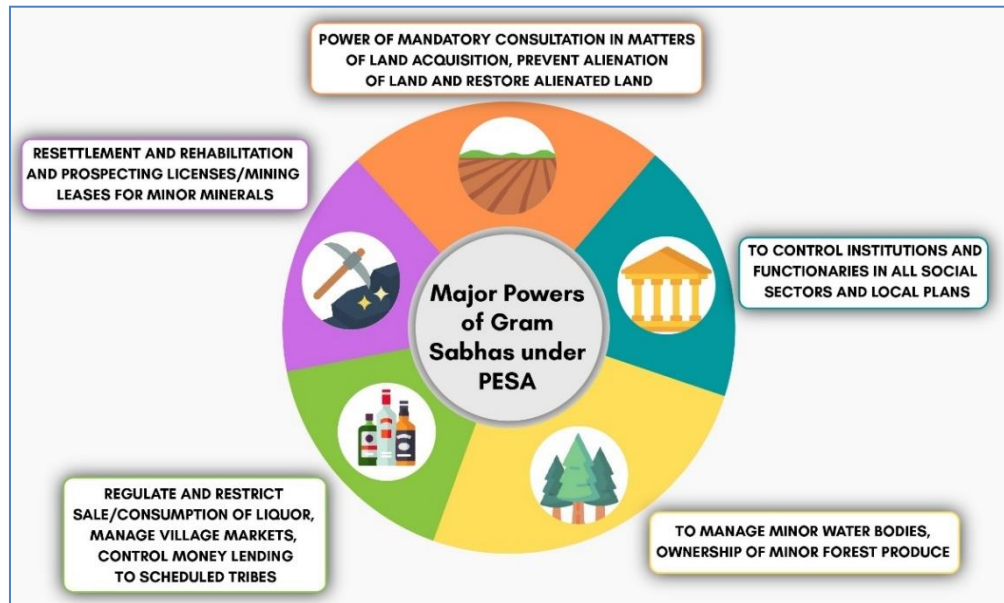 POWER OF MANDATORY CONSULTATION IN MATTERS
OF LAND ACQUISITION, PREVENT ALIENATION
OF LAND AND RESTORE ALIENATED LAND
RESETTLEMENT AND REHABILITATION
AND PROSPECTING LICENSES/MINING
LEASES FOR MINOR MINERALS
TO CONTROL INSTITUTIONS AND
FUNCTIONARIES IN ALL SOCIAL
SECTORS AND LOCAL PLANS
Major Powers
of Gram
Sabhas under
PESA
REGULATE AND RESTRICT
SALE/CONSUMPTION OF LIQUOR,
MANAGE VILLAGE MARKETS,
CONTROL MONEY LENDING
TO SCHEDULED TRIBES
TO MANAGE MINOR WATER BODIES,
OWNERSHIP OF MINOR FOREST PRODUCE